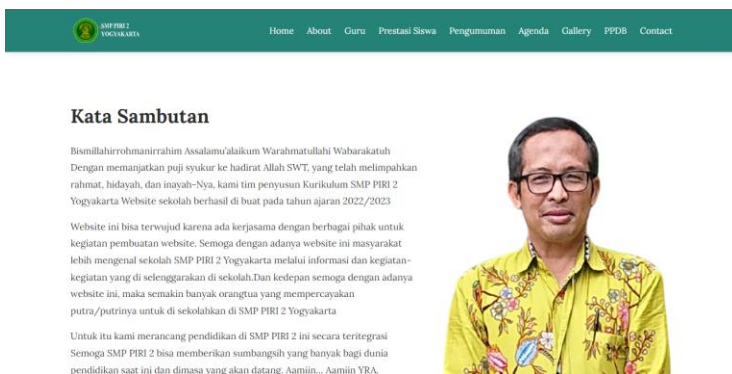 SMP PIRI 2
YOGYAKARTA
Home About Guru Prestasi Siswa Pengumuman Agenda Gallery PPDB Contact
Kata Sambutan
Bismillahirrohmanirrahim Assalamu'alaikum Warahmatullahi Wabarakatuh
Dengan memanjatkan puji syukur ke hadirat Allah SWT, yang telah melimpahkan
rahmat, hidayah, dan inayah-Nya, kami tim penyusun Kurikulum SMP PIRI 2
Yogyakarta Website sekolah berhasil di buat pada tahun ajaran 2022/2023
Website ini bisa terwujud karena ada kerjasama dengan berbagai pihak untuk
kegiatan pembuatan website. Semoga dengan adanya website ini masyarakat
lebih mengenal sekolah SMP PIRI 2 Yogyakarta melalui informasi dan kegiatan-
kegiatan yang di selenggarakan di sekolah.Dan kedepan semoga dengan adanya
website ini, maka semakin banyak orangtua yang mempercayakan
putra/putrinya untuk di sekolahkan di SMP PIRI 2 Yogyakarta
Untuk itu kami merancang pendidikan di SMP PIRI 2 ini secara teritegrasi
Semoga SMP PIRI 2 bisa memberikan sumbangsih yang banyak bagi dunia
pendidikan saat ini dan dimasa yang akan datang. Aamiin... Aamiin YRA.